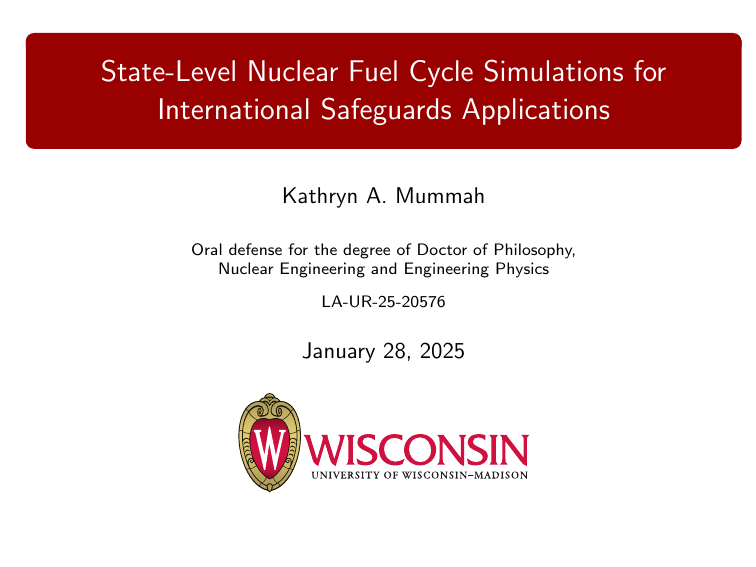 State-Level Nuclear Fuel Cycle Simulations for
International Safeguards Applications
Kathryn A. Mummah
Oral defense for the degree of Doctor of Philosophy,
Nuclear Engineering and Engineering Physics
LA-UR-25-20576
January 28, 2025
W
WISCONSIN
UNIVERSITY OF WISCONSIN–MADISON